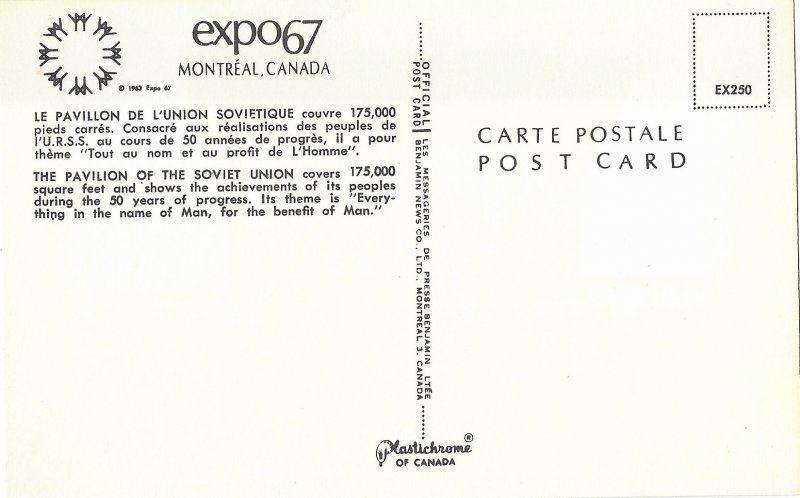 expo67
MONTRÉAL, CANADA
© 1963 Expo 67
LE PAVILLON DE L'UNION SOVIETIQUE couvre 175,000
pieds carrés. Consacré aux réalisations des peuples de
l'U.R.S.S. au cours de 50 années de progrès, il a pour
thème "Tout au nom et au profit de L'Homme".
THE PAVILION OF THE SOVIET UNION covers 175,000
square feet and shows the achievements of its peoples
during the 50 years of progress. Its theme is "Every-
thing in the name of Man, for the benefit of Man."
OFFICIAL
POST CARD
LES MESSAGERIES DE PRESSE BENJAMIN LTÉE
BENJAMIN NEWS CO., LTD., MONTREAL 3, CANADA
EX250
CARTE POSTALE
POST CARD
Plastichrome®
OF CANADA